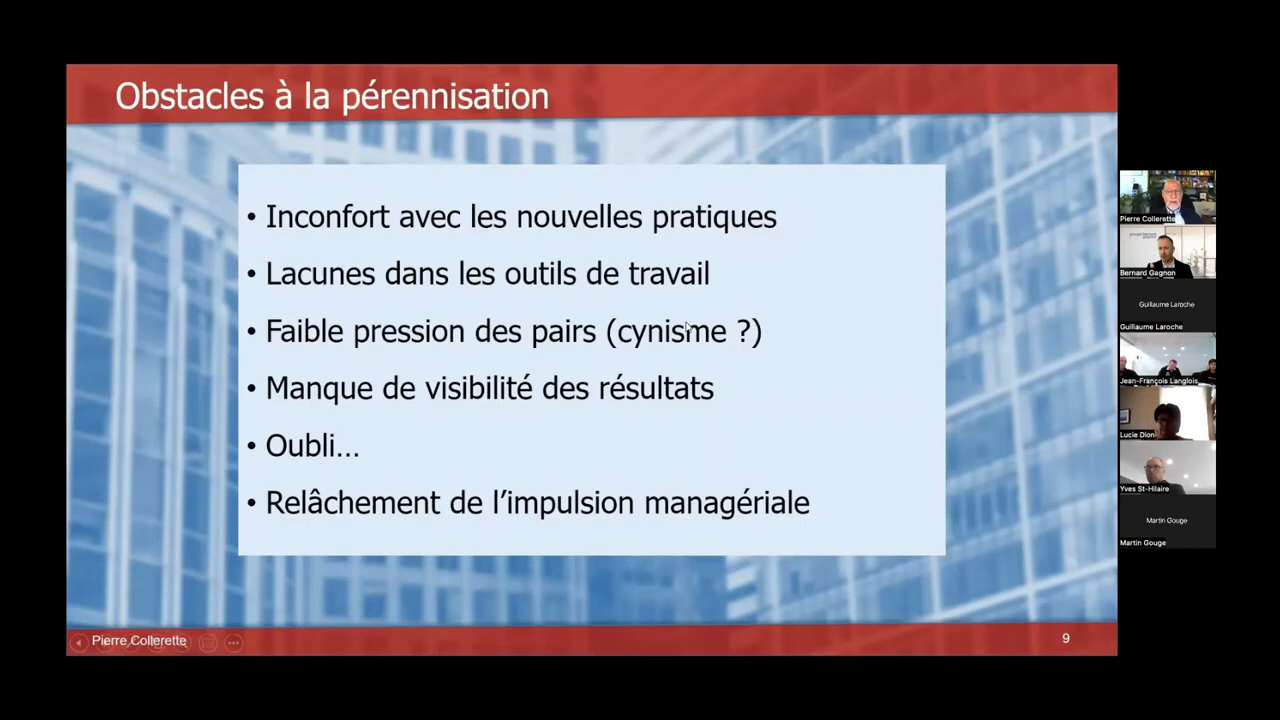 Obstacles à la pérennisation
• Inconfort avec les nouvelles pratiques
• Lacunes dans les outils de travail
• Faible pression des pairs (cynisme ?)
• Manque de visibilité des résultats
• Oubli…
• Relâchement de l’impulsion managériale
Pierre Collerette
9
Pierre Collerette
Bernard Gagnon
Guillaume Laroche
Guillaume Laroche
Jean-François Langlois
Lucie Dion
Yves St-Hilaire
Martin Gouge
Martin Gouge